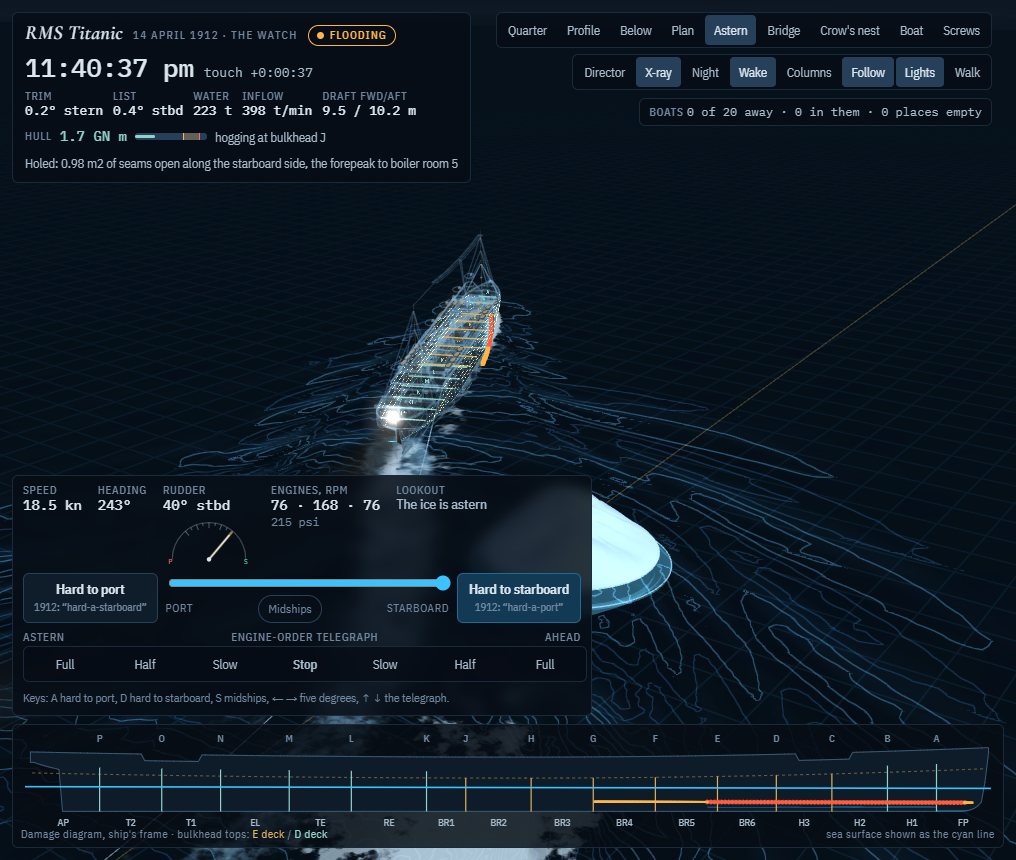 RMS Titanic 14 APRIL 1912 · THE WATCH FLOODING
11:40:37 pm touch +0:00:37
TRIM LIST WATER INFLOW DRAFT FWD/AFT
0.2° stern 0.4° stbd 223 t 398 t/min 9.5 / 10.2 m
HULL 1.7 GN m hogging at bulkhead J
Holed: 0.98 m2 of seams open along the starboard side, the forepeak to boiler room 5
Quarter Profile Below Plan Astern Bridge Crow's nest Boat Screws
Director X-ray Night Wake Columns Follow Lights Walk
BOATS 0 of 20 away · 0 in them · 0 places empty
SPEED HEADING RUDDER ENGINES, RPM LOOKOUT
18.5 kn 243° 40° stbd 76 · 168 · 76 The ice is astern
215 psi
P S
Hard to port Hard to starboard
1912: “hard-a-starboard” PORT Midships STARBOARD 1912: “hard-a-port”
ASTERN ENGINE-ORDER TELEGRAPH AHEAD
Full Half Slow Stop Slow Half Full
Keys: A hard to port, D hard to starboard, S midships, ←→ five degrees, ↑ ↓ the telegraph.
P O N M L K J H G F E D C B A
AP T2 T1 EL TE RE BR1 BR2 BR3 BR4 BR5 BR6 H3 H2 H1 FP
Damage diagram, ship's frame · bulkhead tops: E deck / D deck sea surface shown as the cyan line